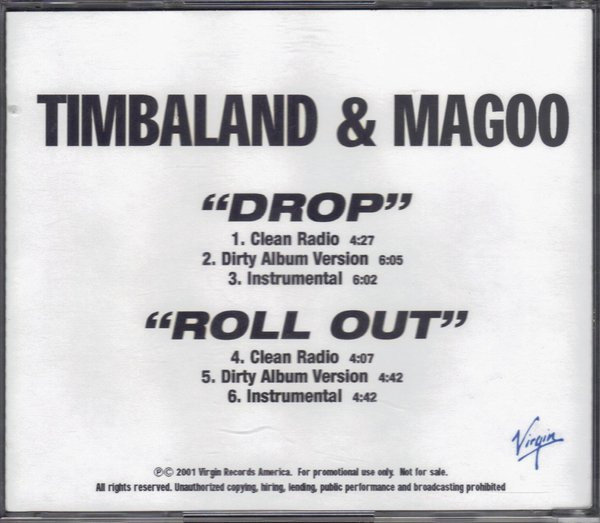 TIMBALAND & MAGOO
“DROP”
1. Clean Radio 4:27
2. Dirty Album Version 6:05
3. Instrumental 6:02
“ROLL OUT”
4. Clean Radio 4:07
5. Dirty Album Version 4:42
6. Instrumental 4:42
Virgin
℗© 2001 Virgin Records America. For promotional use only. Not for sale.
All rights reserved. Unauthorized copying, hiring, lending, public performance and broadcasting prohibited